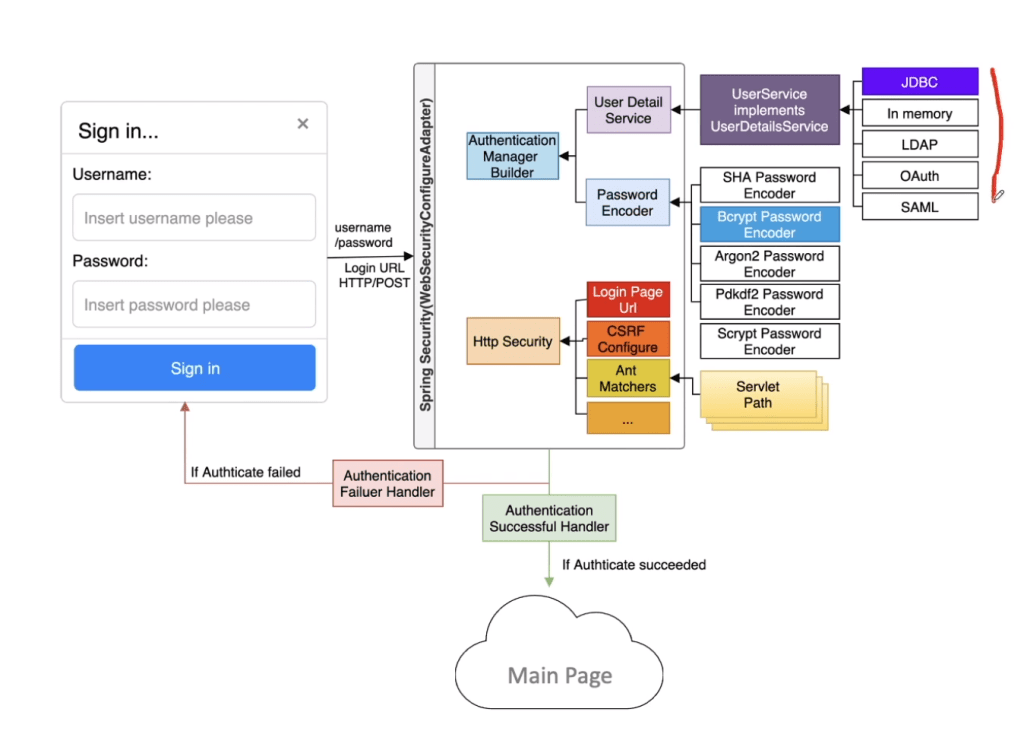 Sign in...
×
Username:
Insert username please
Password:
Insert password please
Sign in
username
/password
Login URL
HTTP/POST
Spring Security(WebSecurityConfigureAdapter)
Authentication
Manager
Builder
User Detail
Service
UserService
implements
UserDetailsService
JDBC
In memory
LDAP
OAuth
SAML
Password
Encoder
SHA Password
Encoder
Bcrypt Password
Encoder
Argon2 Password
Encoder
Pdkdf2 Password
Encoder
Scrypt Password
Encoder
Http Security
Login Page
Url
CSRF
Configure
Ant
Matchers
...
Servlet
Path
If Authticate failed
Authentication
Failuer Handler
Authentication
Successful Handler
If Authticate succeeded
Main Page